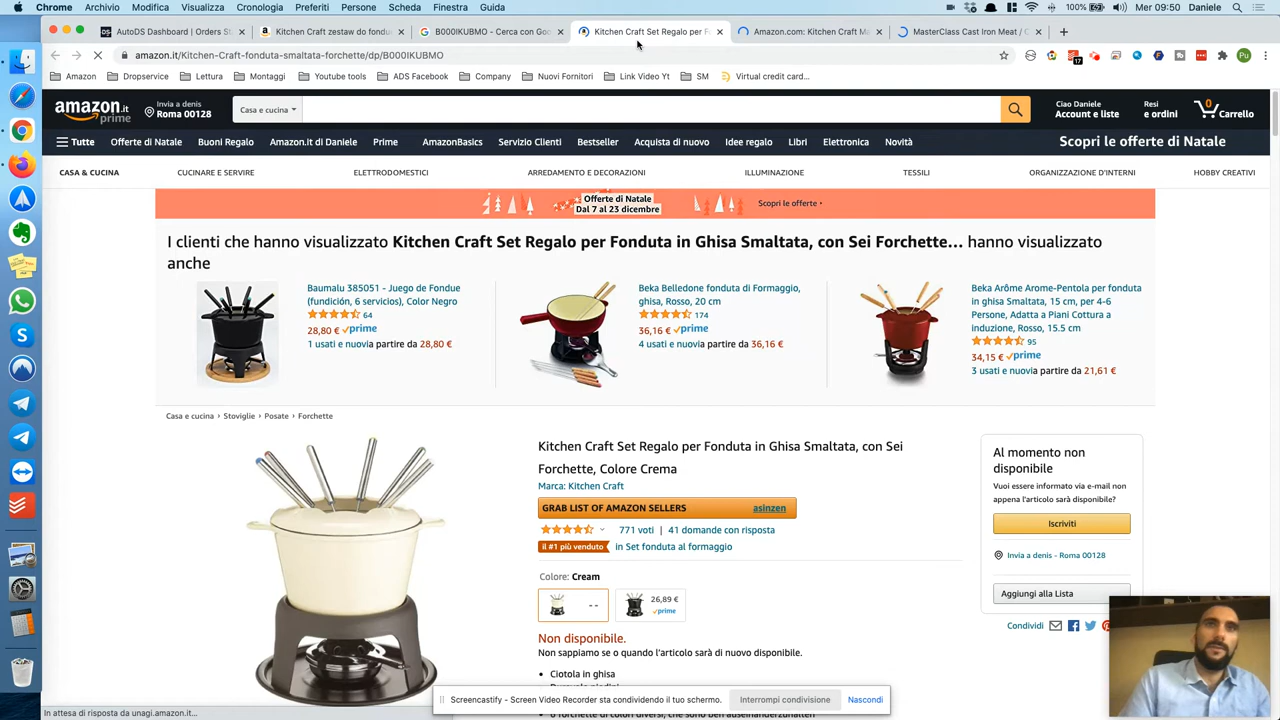 Chrome Archivio Modifica Visualizza Cronologia Preferiti Persone Scheda Finestra Guida 100% Mer 09:50 Daniele
AutoDS Dashboard | Orders St
Kitchen Craft zestaw do fondu
B000IKUBMO - Cerca con Goo
Kitchen Craft Set Regalo per F
Amazon.com: Kitchen Craft Ma
MasterClass Cast Iron Meat / C
amazon.it/Kitchen-Craft-fonduta-smaltata-forchette/dp/B000IKUBMO
17
Pu
Amazon Dropservice Lettura Montaggi Youtube tools ADS Facebook Company Nuovi Fornitori Link Video Yt SM Virtual credit card...
amazon.it
prime
Invia a denis
Roma 00128
Casa e cucina
Ciao Daniele
Account e liste
Resi
e ordini
0
Carrello
Tutte Offerte di Natale Buoni Regalo Amazon.it di Daniele Prime AmazonBasics Servizio Clienti Bestseller Acquista di nuovo Idee regalo Libri Elettronica Novità Scopri le offerte di Natale
CASA & CUCINA CUCINARE E SERVIRE ELETTRODOMESTICI ARREDAMENTO E DECORAZIONI ILLUMINAZIONE TESSILI ORGANIZZAZIONE D'INTERNI HOBBY CREATIVI
Offerte di Natale
Dal 7 al 23 dicembre
Scopri le offerte ›
I clienti che hanno visualizzato Kitchen Craft Set Regalo per Fonduta in Ghisa Smaltata, con Sei Forchette… hanno visualizzato
anche
Baumalu 385051 - Juego de Fondue
(fundición, 6 servicios), Color Negro
64
28,80 € prime
1 usati e nuovi a partire da 28,80 €
Beka Belledone fonduta di Formaggio,
ghisa, Rosso, 20 cm
174
36,16 € prime
4 usati e nuovi a partire da 36,16 €
Beka Arôme Arome-Pentola per fonduta
in ghisa Smaltata, 15 cm, per 4-6
Persone, Adatta a Piani Cottura a
induzione, Rosso, 15.5 cm
95
34,15 € prime
3 usati e nuovi a partire da 21,61 €
Casa e cucina › Stoviglie › Posate › Forchette
Kitchen Craft Set Regalo per Fonduta in Ghisa Smaltata, con Sei
Forchette, Colore Crema
Marca: Kitchen Craft
GRAB LIST OF AMAZON SELLERS asinzen
771 voti | 41 domande con risposta
Il #1 più venduto in Set fonduta al formaggio
Colore: Cream
- -
26,89 €
prime
Non disponibile.
Non sappiamo se o quando l'articolo sarà di nuovo disponibile.
• Ciotola in ghisa
Al momento non
disponibile
Vuoi essere informato via e-mail non
appena l'articolo sarà disponibile?
Iscriviti
Invia a denis - Roma 00128
Aggiungi alla Lista
Condividi
Screencastify - Screen Video Recorder sta condividendo il tuo schermo. Interrompi condivisione Nascondi
In attesa di risposta da unagi.amazon.it...